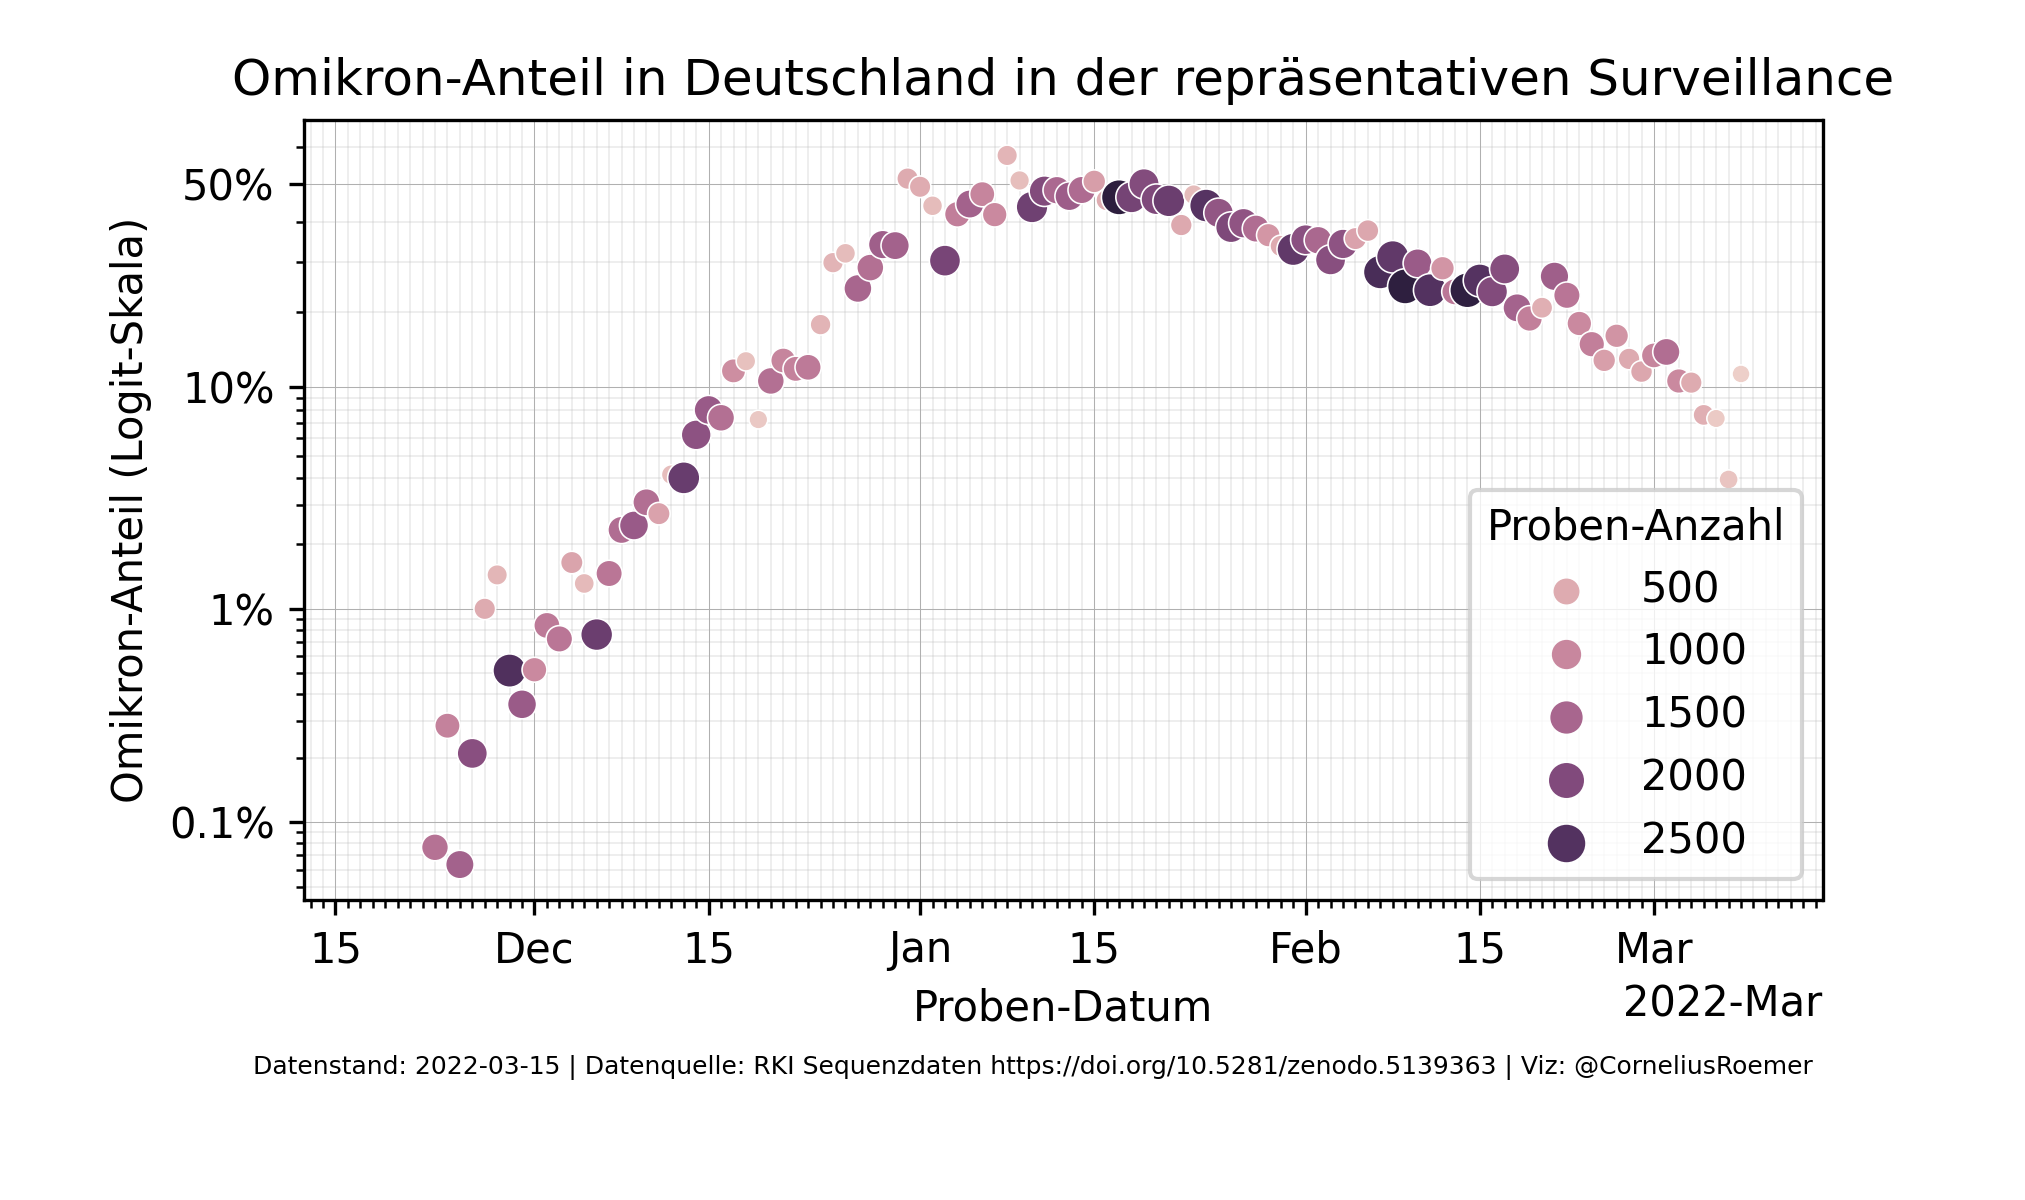 Omikron-Anteil in Deutschland in der repräsentativen Surveillance
Omikron-Anteil (Logit-Skala)
50%
10%
1%
0.1%
Proben-Anzahl
500
1000
1500
2000
2500
15 Dec 15 Jan 15 Feb 15 Mar
Proben-Datum
2022-Mar
Datenstand: 2022-03-15 | Datenquelle: RKI Sequenzdaten https://doi.org/10.5281/zenodo.5139363 | Viz: @CorneliusRoemer